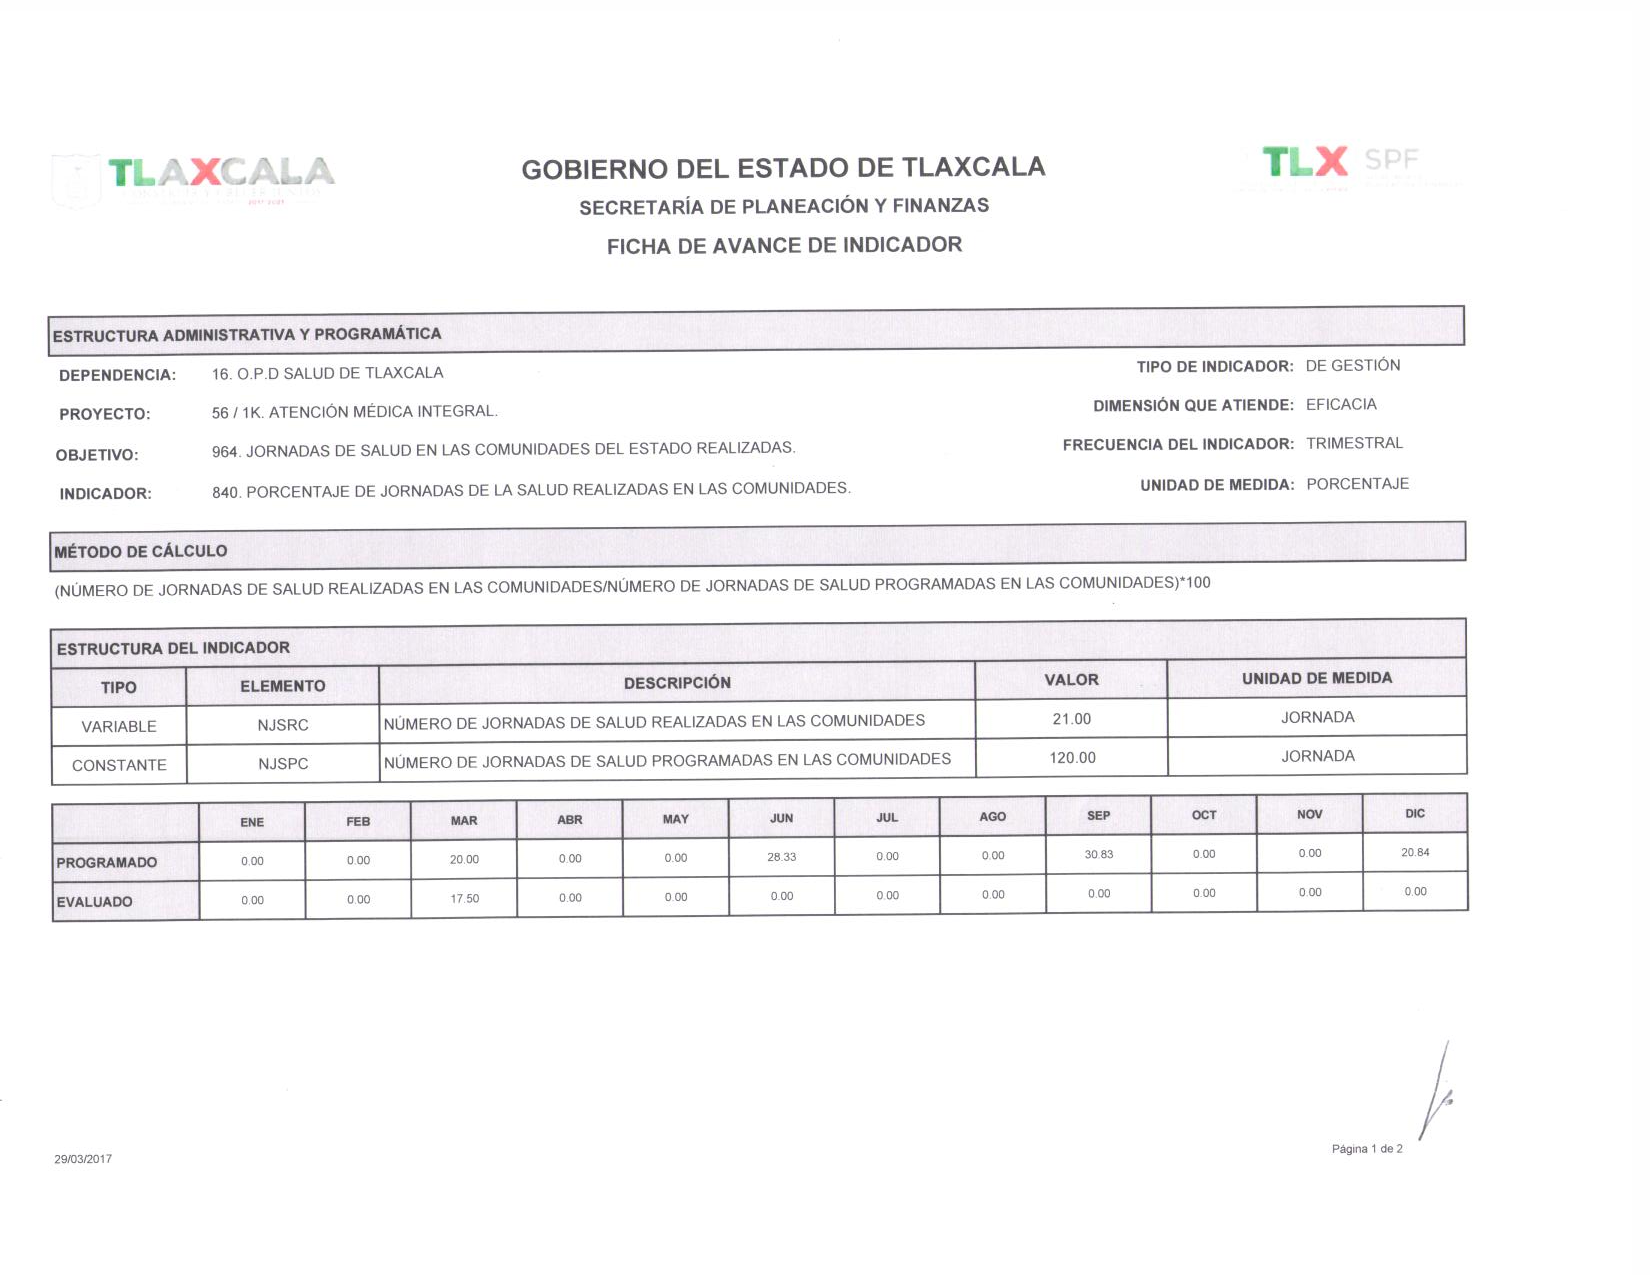 TLAXCALA
GOBIERNO DEL ESTADO DE TLAXCALA
TLX SPF
SECRETARÍA DE PLANEACIÓN Y FINANZAS
FICHA DE AVANCE DE INDICADOR
ESTRUCTURA ADMINISTRATIVA Y PROGRAMÁTICA
DEPENDENCIA: 16. O.P.D SALUD DE TLAXCALA TIPO DE INDICADOR: DE GESTIÓN
PROYECTO: 56 / 1K. ATENCIÓN MÉDICA INTEGRAL. DIMENSIÓN QUE ATIENDE: EFICACIA
OBJETIVO: 964. JORNADAS DE SALUD EN LAS COMUNIDADES DEL ESTADO REALIZADAS. FRECUENCIA DEL INDICADOR: TRIMESTRAL
INDICADOR: 840. PORCENTAJE DE JORNADAS DE LA SALUD REALIZADAS EN LAS COMUNIDADES. UNIDAD DE MEDIDA: PORCENTAJE
MÉTODO DE CÁLCULO
(NÚMERO DE JORNADAS DE SALUD REALIZADAS EN LAS COMUNIDADES/NÚMERO DE JORNADAS DE SALUD PROGRAMADAS EN LAS COMUNIDADES)*100
ESTRUCTURA DEL INDICADOR
TIPO ELEMENTO DESCRIPCIÓN VALOR UNIDAD DE MEDIDA
VARIABLE NJSRC NÚMERO DE JORNADAS DE SALUD REALIZADAS EN LAS COMUNIDADES 21.00 JORNADA
CONSTANTE NJSPC NÚMERO DE JORNADAS DE SALUD PROGRAMADAS EN LAS COMUNIDADES 120.00 JORNADA
ENE FEB MAR ABR MAY JUN JUL AGO SEP OCT NOV DIC
PROGRAMADO 0.00 0.00 20.00 0.00 0.00 28.33 0.00 0.00 30.83 0.00 0.00 20.84
EVALUADO 0.00 0.00 17.50 0.00 0.00 0.00 0.00 0.00 0.00 0.00 0.00 0.00
29/03/2017 Página 1 de 2